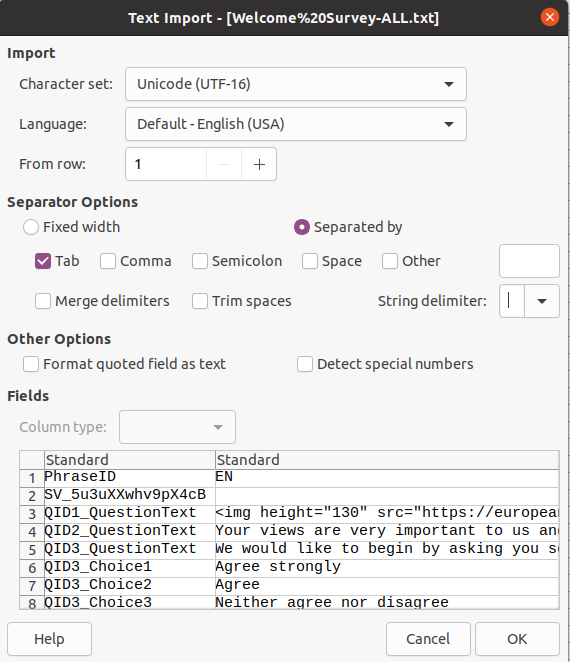 Text Import - [Welcome%20Survey-ALL.txt]
Import
Character set: Unicode (UTF-16)
Language: Default - English (USA)
From row: 1
Separator Options
Fixed width Separated by
Tab Comma Semicolon Space Other
Merge delimiters Trim spaces String delimiter:
Other Options
Format quoted field as text Detect special numbers
Fields
Column type:
Standard Standard
1 PhraseID EN
2 SV_5u3uXXwhv9pX4cB
3 QID1_QuestionText <img height="130" src="https://european
4 QID2_QuestionText Your views are very important to us and
5 QID3_QuestionText We would like to begin by asking you so
6 QID3_Choice1 Agree strongly
7 QID3_Choice2 Agree
8 QID3_Choice3 Neither agree nor disagree
Help Cancel OK